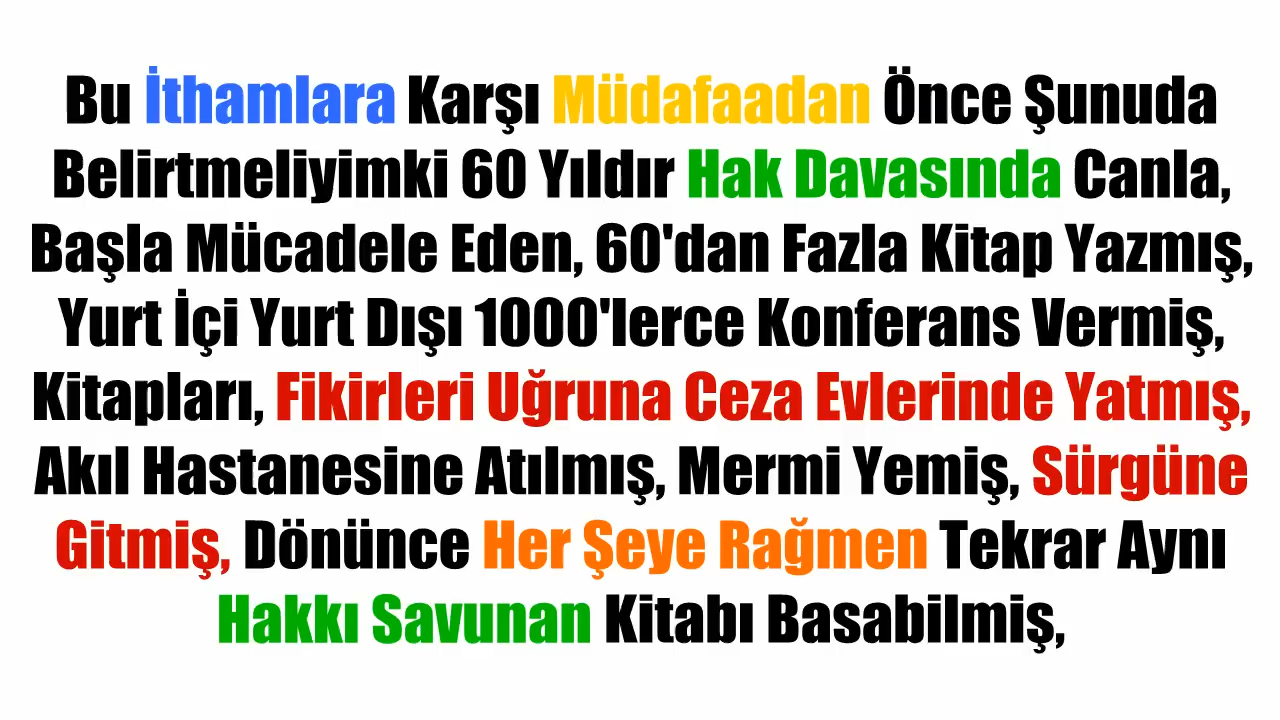 Bu İthamlara Karşı Müdafaadan Önce Şunuda
Belirtmeliyimki 60 Yıldır Hak Davasında Canla,
Başla Mücadele Eden, 60'dan Fazla Kitap Yazmış,
Yurt İçi Yurt Dışı 1000'lerce Konferans Vermiş,
Kitapları, Fikirleri Uğruna Ceza Evlerinde Yatmış,
Akıl Hastanesine Atılmış, Mermi Yemiş, Sürgüne
Gitmiş, Dönünce Her Şeye Rağmen Tekrar Aynı
Hakkı Savunan Kitabı Basabilmiş,